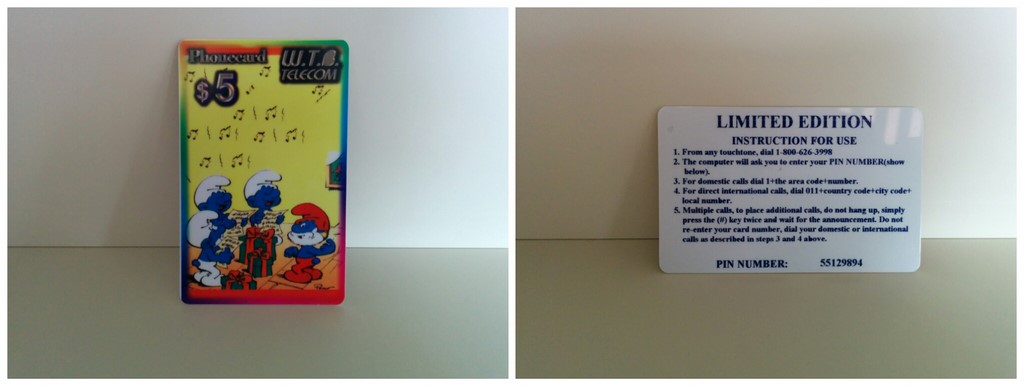 Phonecard
W.T.B.
TELECOM
$5
LIMITED EDITION
INSTRUCTION FOR USE
1. From any touchtone, dial 1-800-626-3998
2. The computer will ask you to enter your PIN NUMBER(show
below).
3. For domestic calls dial 1+the area code+number.
4. For direct international calls, dial 011+country code+city code+
local number.
5. Multiple calls, to place additional calls, do not hang up, simply
press the (#) key twice and wait for the announcement. Do not
re-enter your card number, dial your domestic or international
calls as described in steps 3 and 4 above.
PIN NUMBER: 55129894